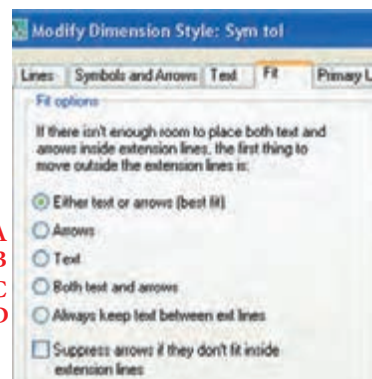 Modify Dimension Style: Sym tol
Lines Symbols and Arrows Text Fit Primary
Fit options
If there isn't enough room to place both text and
arrows inside extension lines, the first thing to
move outside the extension lines is:
Either text or arrows (best fit)
A Arrows
B Text
C Both text and arrows
D Always keep text between ext lines
Suppress arrows if they don't fit inside
extension lines